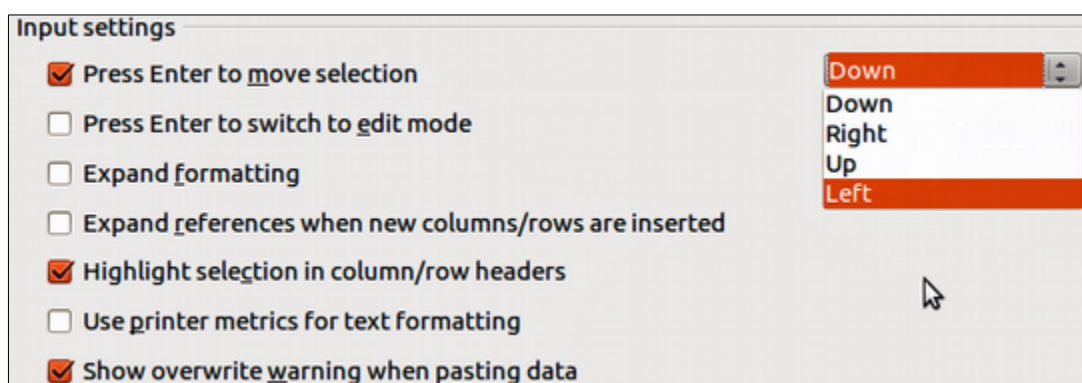 Input settings
Press Enter to move selection
Down
Down
Right
Up
Left
Press Enter to switch to edit mode
Expand formatting
Expand references when new columns/rows are inserted
Highlight selection in column/row headers
Use printer metrics for text formatting
Show overwrite warning when pasting data